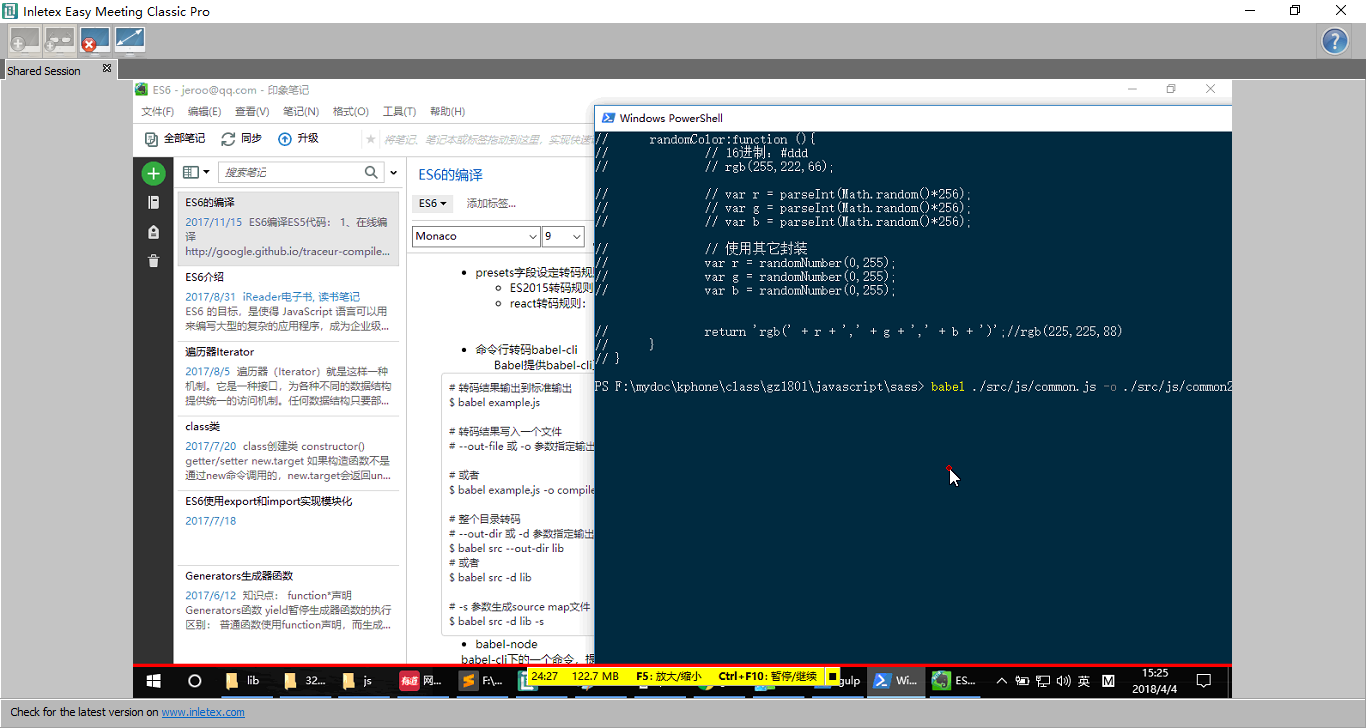 Inletex Easy Meeting Classic Pro
Shared Session
ES6 - jeroo@qq.com - 印象笔记
文件(F) 编辑(E) 查看(V) 笔记(N) 格式(O) 工具(T) 帮助(H)
全部笔记 同步 升级 将笔记、笔记本或标签拖动到这里，实现快速
搜索笔记
ES6的编译
2017/11/15 ES6编译ES5代码： 1、在线编
译
http://google.github.io/traceur-compile...
ES6介绍
2017/8/31 iReader电子书, 读书笔记
ES6 的目标，是使得 JavaScript 语言可以用
来编写大型的复杂的应用程序，成为企业级...
遍历器Iterator
2017/8/5 遍历器（Iterator）就是这样一种
机制。它是一种接口，为各种不同的数据结构
提供统一的访问机制。任何数据结构只要部...
class类
2017/7/20 class创建类 constructor()
getter/setter new.target 如果构造函数不是
通过new命令调用的，new.target会返回un...
ES6使用export和import实现模块化
2017/7/18
Generators生成器函数
2017/6/12 知识点： function*声明
Generators函数 yield暂停生成器函数的执行
区别： 普通函数使用function声明，而生成...
ES6的编译
ES6 添加标签...
Monaco 9
• presets字段设定转码规
ES2015转码规则
react转码规则：
• 命令行转码babel-cli
Babel提供babel-cli
# 转码结果输出到标准输出
$ babel example.js
# 转码结果写入一个文件
# --out-file 或 -o 参数指定输出
# 或者
$ babel example.js -o compile
# 整个目录转码
# --out-dir 或 -d 参数指定输出
$ babel src --out-dir lib
# 或者
$ babel src -d lib
# -s 参数生成source map文件
$ babel src -d lib -s
• babel-node
babel-cli下的一个命令，提
Windows PowerShell
// randomColor:function (){
// // 16进制：#ddd
// // rgb(255,222,66);
// // var r = parseInt(Math.random()*256);
// // var g = parseInt(Math.random()*256);
// // var b = parseInt(Math.random()*256);
// // 使用其它封装
// var r = randomNumber(0,255);
// var g = randomNumber(0,255);
// var b = randomNumber(0,255);
// return 'rgb(' + r + ',' + g + ',' + b + ')';//rgb(225,225,88)
// }
// }
PS F:\mydoc\kphone\class\gz1801\javascript\sass> babel ./src/js/common.js -o ./src/js/common2
lib 32... js 网... F:\... gulp Wi... ES... 英 M
24:27 122.7 MB F5: 放大/缩小 Ctrl+F10: 暂停/继续
15:25
2018/4/4
Check for the latest version on www.inletex.com